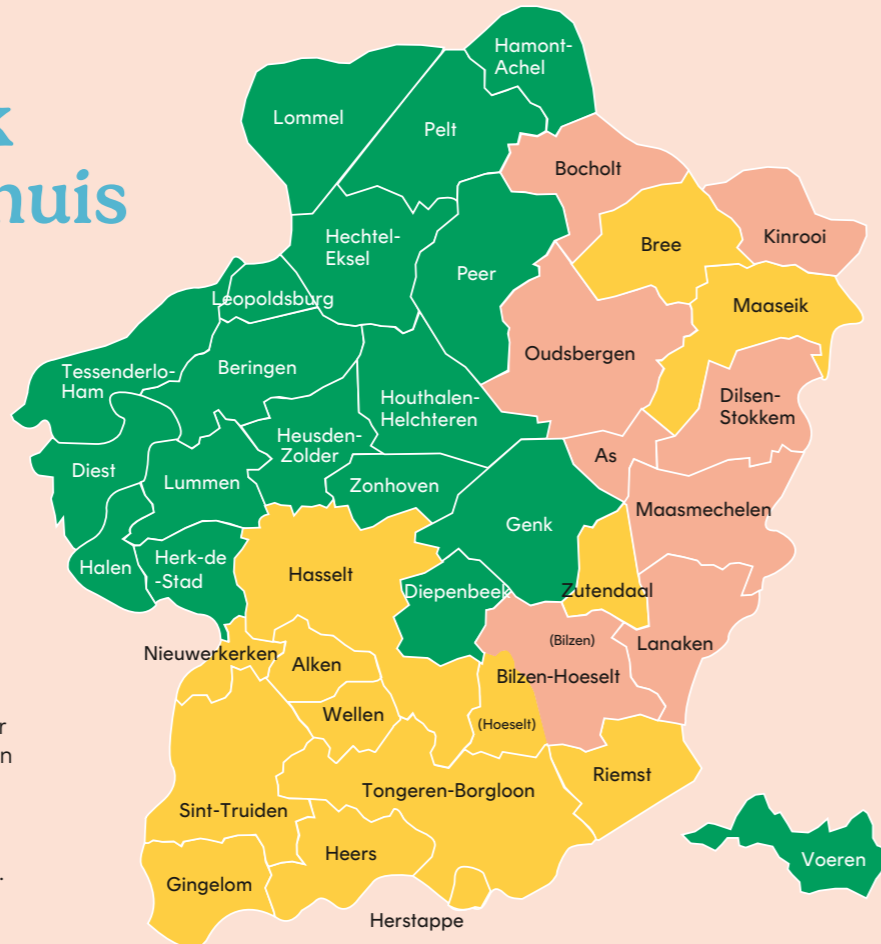 k
huis
Hamont-
Achel
Lommel
Pelt
Bocholt
Hechtel-
Eksel
Bree
Kinrooi
Peer
Leopoldsburg
Maaseik
Oudsbergen
Beringen
Tessenderlo-
Ham
Houthalen-
Helchteren
Dilsen-
Stokkem
Heusden-
Zolder
As
Diest
Lummen
Zonhoven
Maasmechelen
Genk
Halen
Herk-de
-Stad
Hasselt
Diepenbeek
Zutendaal
(Bilzen)
Lanaken
Nieuwerkerken
Alken
Bilzen-Hoeselt
Wellen
(Hoeselt)
r
n
Riemst
Tongeren-Borgloon
Sint-Truiden
Heers
Voeren
.
Gingelom
Herstappe